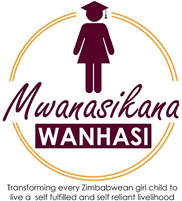 Mwanasikana
WANHASI
Transforming every Zimbabwean girl child to
live a self fulfilled and self reliant livelihood